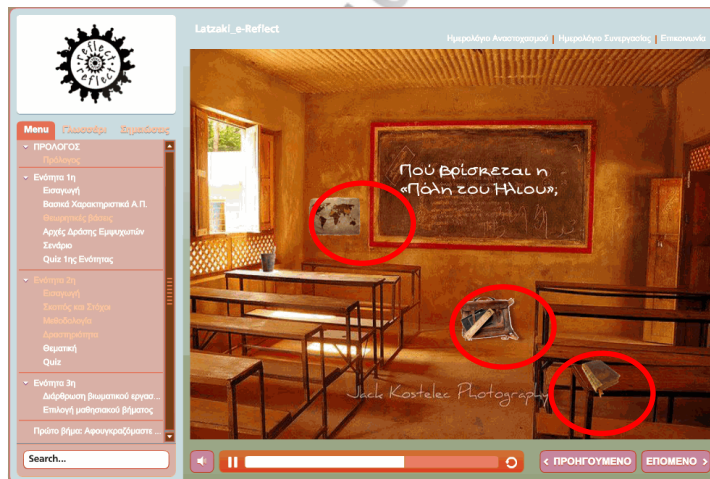 reflect
reflect
Latzaki_e-Reflect
Ημερολόγιο Αναστοχασμού | Ημερολόγιο Συνεργασίας | Επικοινωνία
Menu Γλωσσάρι Σημειώσεις
ΠΡΟΛΟΓΟΣ
Πρόλογος
Ενότητα 1η
Εισαγωγή
Βασικά Χαρακτηριστικά Α.Π.
Θεωρητικές βάσεις
Αρχές Δράσης Εμψυχωτών
Σενάριο
Quiz 1ης Ενότητας
Ενότητα 2η
Εισαγωγή
Σκοπός και Στόχοι
Μεθοδολογία
Δραστηριότητα
Θεματική
Quiz
Ενότητα 3η
Διάρθρωση βιωματικού εργασ...
Επιλογή μαθησιακού βήματος
Πρώτο βήμα: Αφουγκραζόμαστε ...
Search...
Πού βρίσκεται η
«Πόλη του Ήλιου»;
Jack Kostelec Photography
< ΠΡΟΗΓΟΥΜΕΝΟ
ΕΠΟΜΕΝΟ >